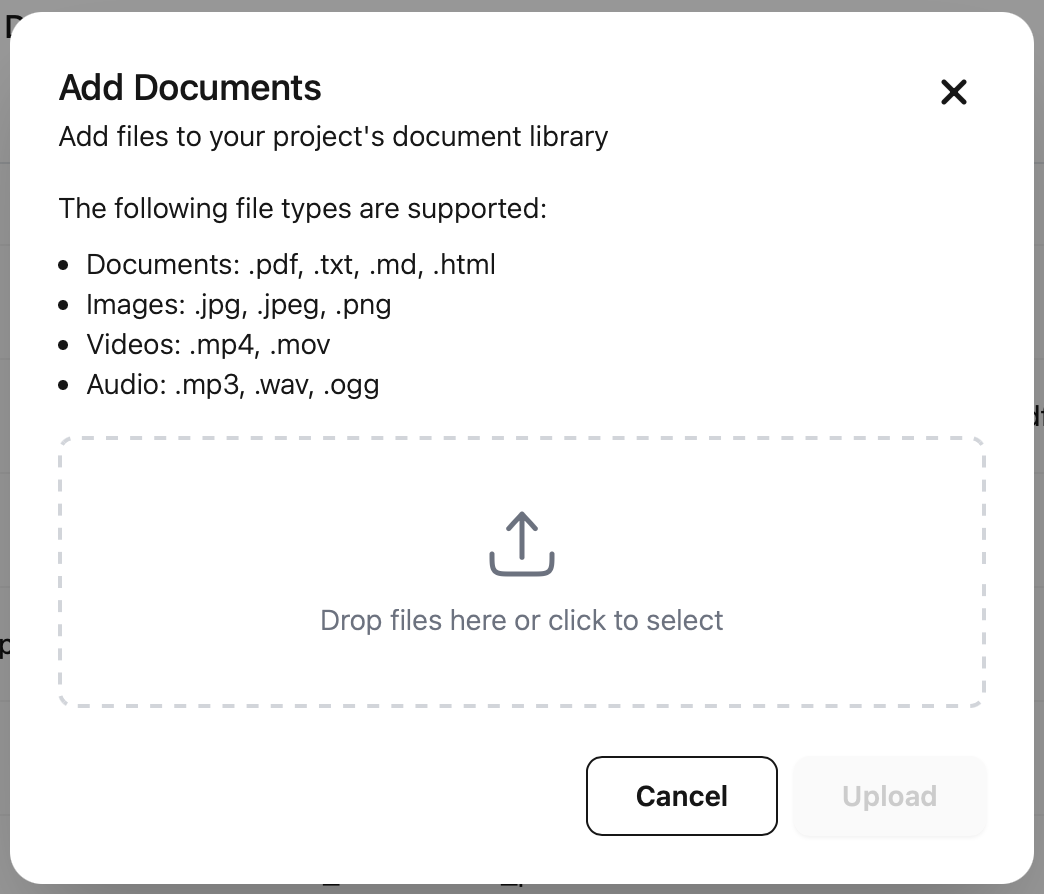 Add Documents
Add files to your project's document library
The following file types are supported:
• Documents: .pdf, .txt, .md, .html
• Images: .jpg, .jpeg, .png
• Videos: .mp4, .mov
• Audio: .mp3, .wav, .ogg
Drop files here or click to select
Cancel
Upload